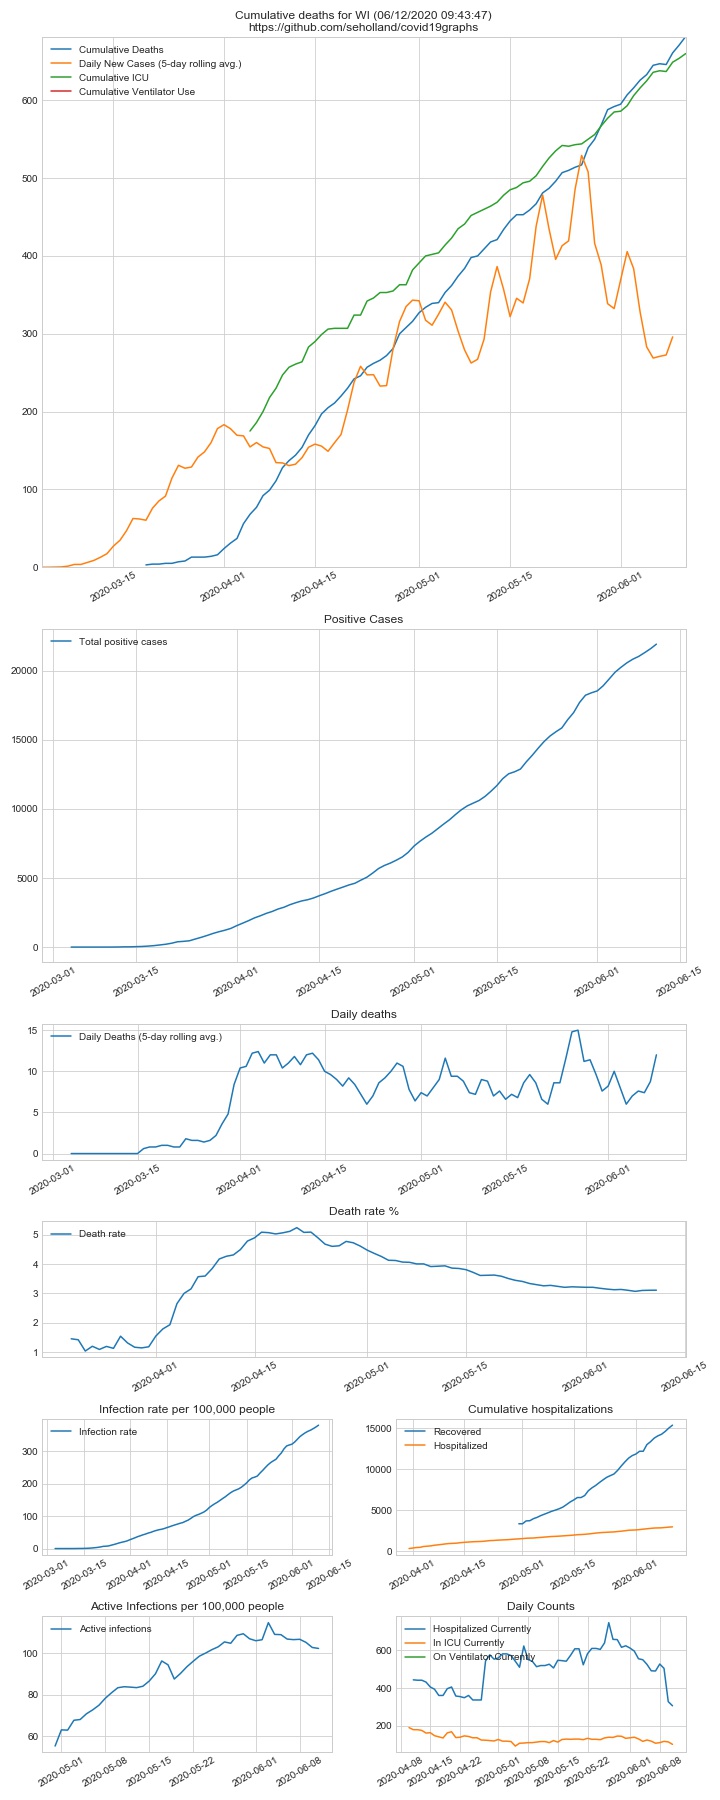 Cumulative deaths for WI (06/12/2020 09:43:47)
https://github.com/seholland/covid19graphs
Cumulative Deaths
Daily New Cases (5-day rolling avg.)
Cumulative ICU
Cumulative Ventilator Use
600
500
400
300
200
100
0
2020-03-15 2020-04-01 2020-04-15 2020-05-01 2020-05-15 2020-06-01
Positive Cases
Total positive cases
20000
15000
10000
5000
0
2020-03-01 2020-03-15 2020-04-01 2020-04-15 2020-05-01 2020-05-15 2020-06-01 2020-06-15
Daily deaths
Daily Deaths (5-day rolling avg.)
15
10
5
0
2020-03-01 2020-03-15 2020-04-01 2020-04-15 2020-05-01 2020-05-15 2020-06-01
Death rate %
Death rate
5
4
3
2
1
2020-04-01 2020-04-15 2020-05-01 2020-05-15 2020-06-01 2020-06-15
Infection rate per 100,000 people
Infection rate
300
200
100
0
2020-03-01 2020-03-15 2020-04-01 2020-04-15 2020-05-01 2020-05-15 2020-06-01 2020-06-15
Cumulative hospitalizations
Recovered
Hospitalized
15000
10000
5000
0
2020-04-01 2020-04-15 2020-05-01 2020-05-15 2020-06-01
Active Infections per 100,000 people
Active infections
100
80
60
2020-05-01 2020-05-08 2020-05-15 2020-05-22 2020-06-01 2020-06-08
Daily Counts
Hospitalized Currently
In ICU Currently
On Ventilator Currently
600
400
200
2020-04-08 2020-04-15 2020-04-22 2020-05-01 2020-05-08 2020-05-15 2020-05-22 2020-06-01 2020-06-08